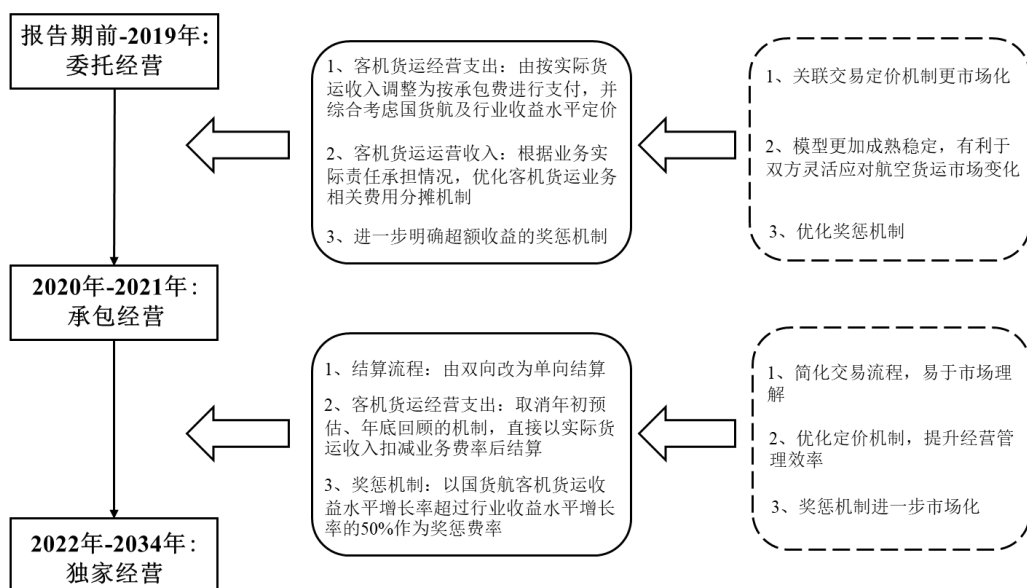 报告期前-2019年：
委托经营
1、客机货运经营支出：由按实际货
运收入调整为按承包费进行支付，并
综合考虑国货航及行业收益水平定价
2、客机货运运营收入：根据业务实
际责任承担情况，优化客机货运业务
相关费用分摊机制
3、进一步明确超额收益的奖惩机制
1、关联交易定价机制更市场化
2、模型更加成熟稳定，有利于
双方灵活应对航空货运市场变化
3、优化奖惩机制
2020年-2021年：
承包经营
1、结算流程：由双向改为单向结算
2、客机货运经营支出：取消年初预
估、年底回顾的机制，直接以实际货
运收入扣减业务费率后结算
3、奖惩机制：以国货航客机货运收
益水平增长率超过行业收益水平增长
率的50%作为奖惩费率
1、简化交易流程，易于市场理
解
2、优化定价机制，提升经营管
理效率
3、奖惩机制进一步市场化
2022年-2034年：
独家经营